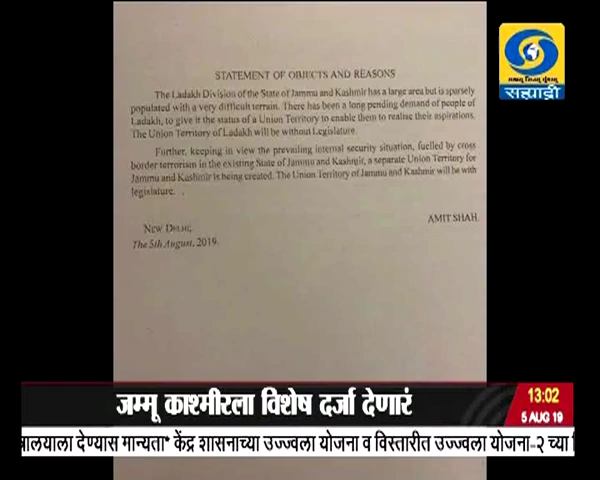 सत्यम् शिवम् सुन्दरम्
सह्याद्री
STATEMENT OF OBJECTS AND REASONS
The Ladakh Division of the State of Jammu and Kashmir has a large area but is sparsely
populated with a very difficult terrain. There has been a long pending demand of people of
Ladakh, to give it the status of a Union Territory to enable them to realise their aspirations.
The Union Territory of Ladakh will be without Legislature.
Further, keeping in view the prevailing internal security situation, fuelled by cross
border terrorism in the existing State of Jammu and Kashmir, a separate Union Territory for
Jammu and Kashmir is being created. The Union Territory of Jammu and Kashmir will be with
legislature.
AMIT SHAH.
NEW DELHI;
The 5th August, 2019.
जम्मू काश्मीरला विशेष दर्जा देणारं
13:02
5 AUG 19
त्रालयाला देण्यास मान्यता* केंद्र शासनाच्या उज्ज्वला योजना व विस्तारीत उज्ज्वला योजना-२ च्या